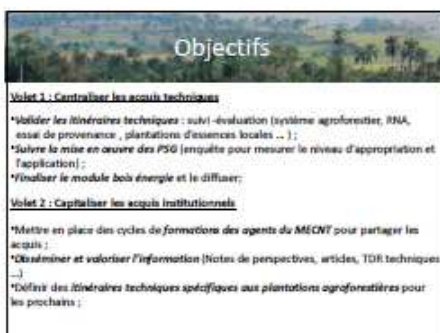 Objectifs
Volet 1 : Centraliser les acquis techniques
*Valider les itinéraires techniques : suivi -évaluation (système agroforestier, RNA,
essai de provenance , plantations d'essences locales ... ) ;
*Suivre la mise en œuvre des PSG (enquête pour mesurer le niveau d'appropriation et
l'application) ;
*Finaliser le module bois énergie et le diffuser;
Volet 2 : Capitaliser les acquis institutionnels
*Mettre en place des cycles de formations des agents du MECNT pour partager les
acquis ;
*Disséminer et valoriser l'information (Notes de perspectives, articles, TDR techniques
...)
*Définir des itinéraires techniques spécifiques aux plantations agroforestières pour
les prochains ;